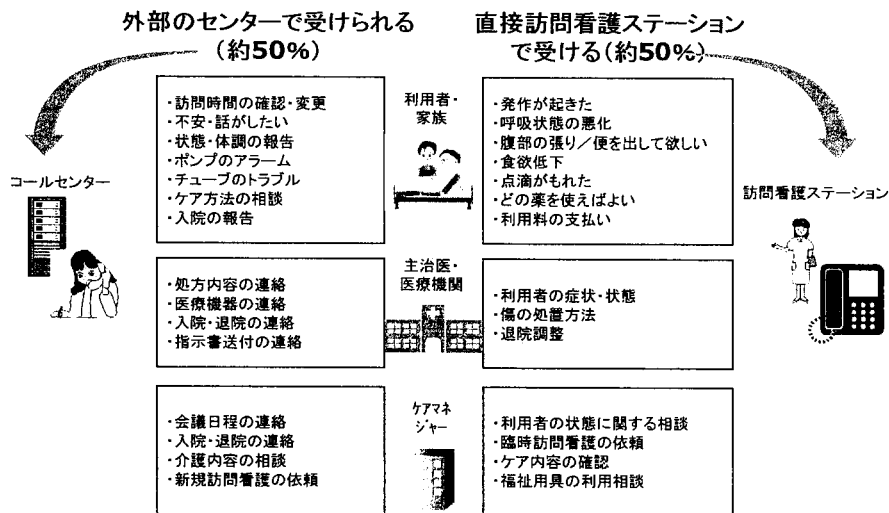 外部のセンターで受けられる
(約50%)
直接訪問看護ステーション
で受ける(約50%)
コールセンター
・訪問時間の確認・変更
・不安・話がしたい
・状態・体調の報告
・ポンプのアラーム
・チューブのトラブル
・ケア方法の相談
・入院の報告
利用者・
家族
・発作が起きた
・呼吸状態の悪化
・腹部の張り/便を出して欲しい
・食欲低下
・点滴がもれた
・どの薬を使えばよい
・利用料の支払い
訪問看護ステーション
・処方内容の連絡
・医療機器の連絡
・入院・退院の連絡
・指示書送付の連絡
主治医・
医療機関
・利用者の症状・状態
・傷の処置方法
・退院調整
・会議日程の連絡
・入院・退院の連絡
・介護内容の相談
・新規訪問看護の依頼
ケアマネ
ジャー
・利用者の状態に関する相談
・臨時訪問看護の依頼
・ケア内容の確認
・福祉用具の利用相談